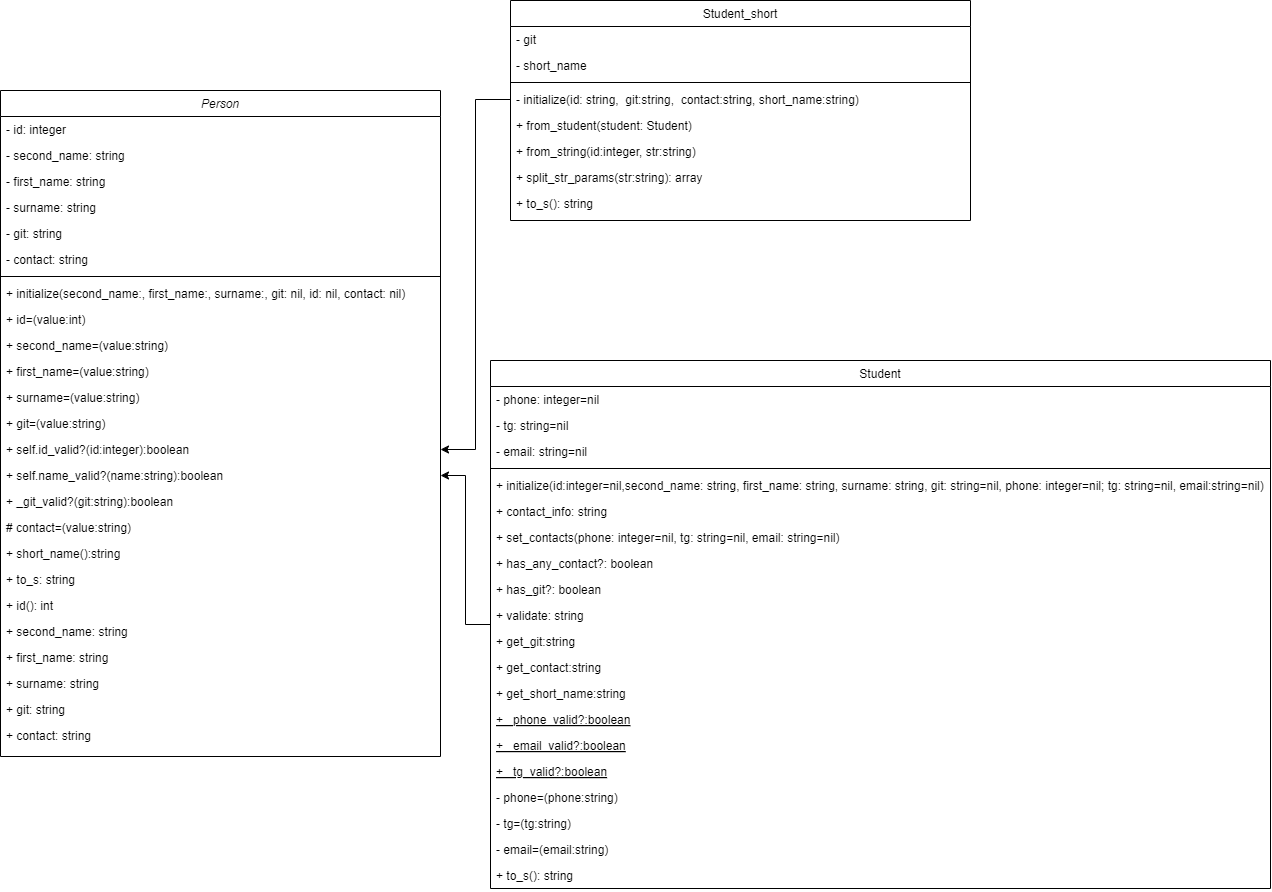 Student_short
- git
- short_name
- initialize(id: string, git:string, contact:string, short_name:string)
+ from_student(student: Student)
+ from_string(id:integer, str:string)
+ split_str_params(str:string): array
+ to_s(): string
Person
- id: integer
- second_name: string
- first_name: string
- surname: string
- git: string
- contact: string
+ initialize(second_name:, first_name:, surname:, git: nil, id: nil, contact: nil)
+ id=(value:int)
+ second_name=(value:string)
+ first_name=(value:string)
+ surname=(value:string)
+ git=(value:string)
+ self.id_valid?(id:integer):boolean
+ self.name_valid?(name:string):boolean
+ _git_valid?(git:string):boolean
# contact=(value:string)
+ short_name():string
+ to_s: string
+ id(): int
+ second_name: string
+ first_name: string
+ surname: string
+ git: string
+ contact: string
Student
- phone: integer=nil
- tg: string=nil
- email: string=nil
+ initialize(id:integer=nil,second_name: string, first_name: string, surname: string, git: string=nil, phone: integer=nil; tg: string=nil, email:string=nil)
+ contact_info: string
+ set_contacts(phone: integer=nil, tg: string=nil, email: string=nil)
+ has_any_contact?: boolean
+ has_git?: boolean
+ validate: string
+ get_git:string
+ get_contact:string
+ get_short_name:string
+ _phone_valid?:boolean
+ _email_valid?:boolean
+ _tg_valid?:boolean
- phone=(phone:string)
- tg=(tg:string)
- email=(email:string)
+ to_s(): string